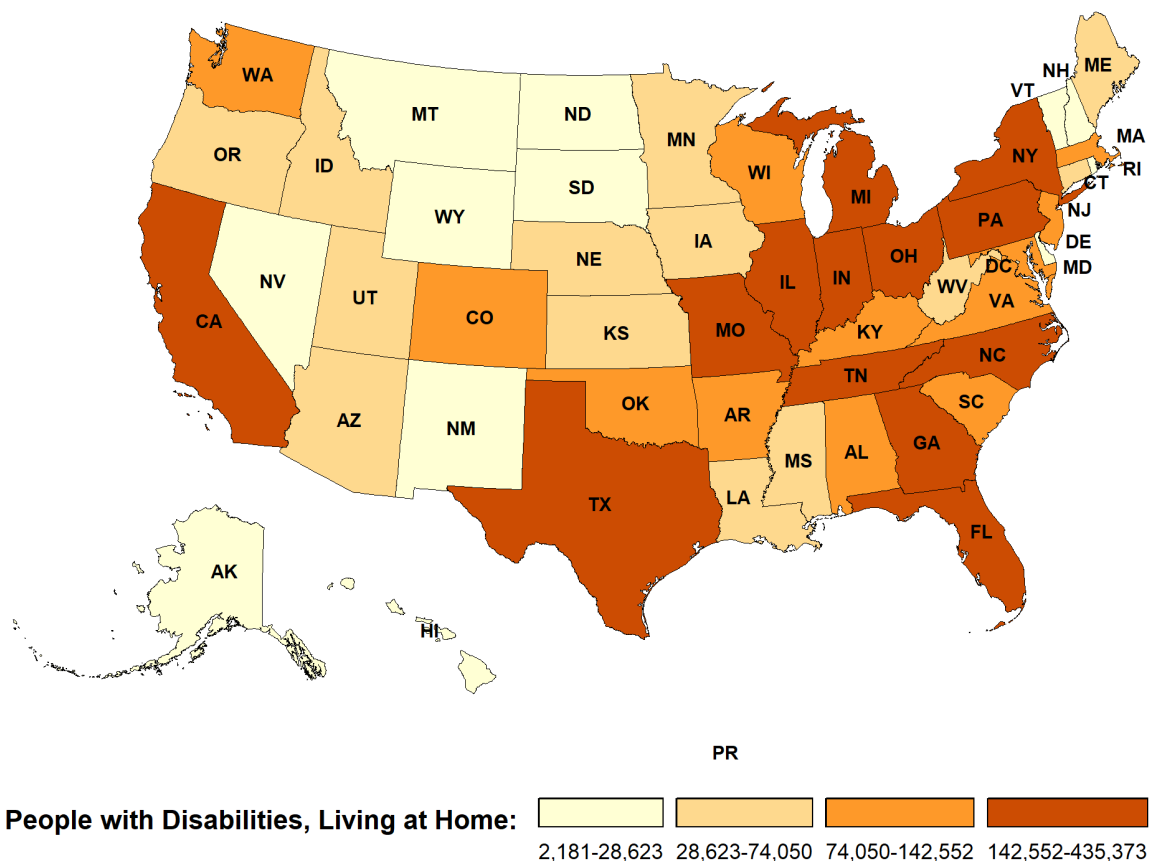 ME
NH
VT
WA
MT
ND
MN
MA
OR
ID
WI
NY
RI
SD
MI
CT
WY
PA
NJ
IA
DE
NE
OH
MD
NV
UT
IL
IN
WV
DC
VA
CA
CO
KS
MO
KY
NC
TN
AZ
NM
OK
AR
SC
MS
AL
GA
LA
TX
FL
AK
HI
PR
People with Disabilities, Living at Home:
2,181-28,623 28,623-74,050 74,050-142,552 142,552-435,373